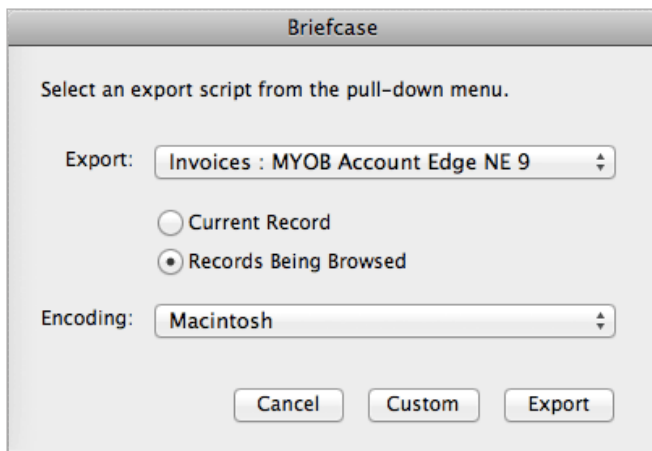 Briefcase
Select an export script from the pull-down menu.
Export: Invoices : MYOB Account Edge NE 9
Current Record
Records Being Browsed
Encoding: Macintosh
Cancel Custom Export